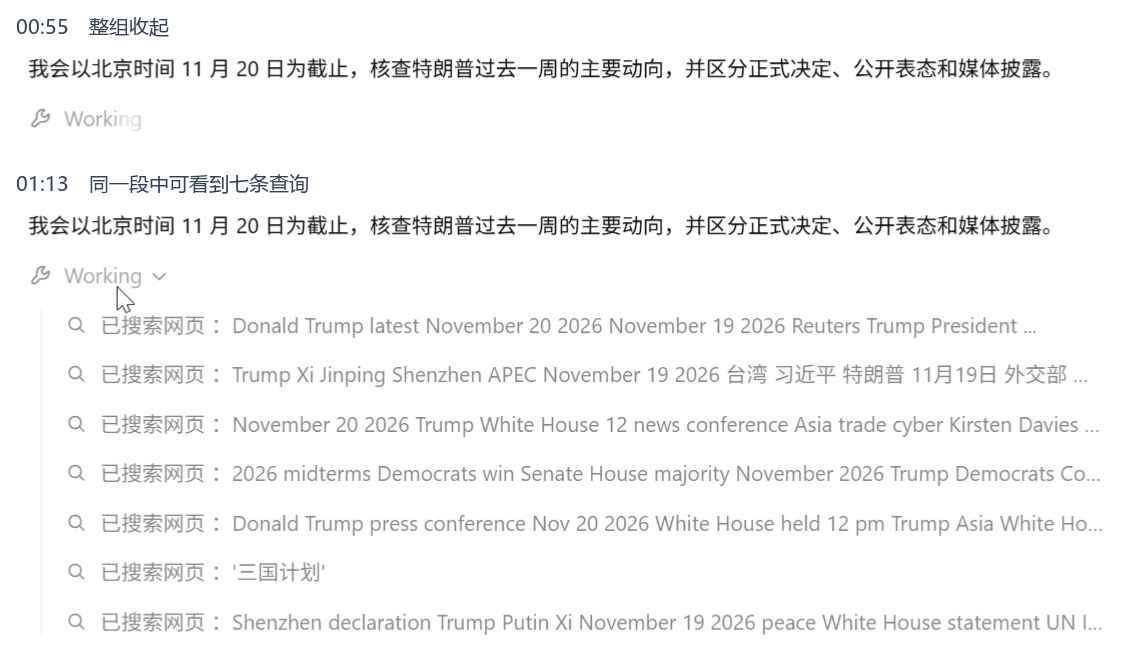 00:55 整组收起
我会以北京时间 11 月 20 日为截止，核查特朗普过去一周的主要动向，并区分正式决定、公开表态和媒体披露。
Working
01:13 同一段中可看到七条查询
我会以北京时间 11 月 20 日为截止，核查特朗普过去一周的主要动向，并区分正式决定、公开表态和媒体披露。
Working
已搜索网页： Donald Trump latest November 20 2026 November 19 2026 Reuters Trump President ...
已搜索网页： Trump Xi Jinping Shenzhen APEC November 19 2026 台湾 习近平 特朗普 11月19日 外交部 ...
已搜索网页： November 20 2026 Trump White House 12 news conference Asia trade cyber Kirsten Davies ...
已搜索网页： 2026 midterms Democrats win Senate House majority November 2026 Trump Democrats Co...
已搜索网页： Donald Trump press conference Nov 20 2026 White House held 12 pm Trump Asia White Ho...
已搜索网页： '三国计划'
已搜索网页： Shenzhen declaration Trump Putin Xi November 19 2026 peace White House statement UN I...